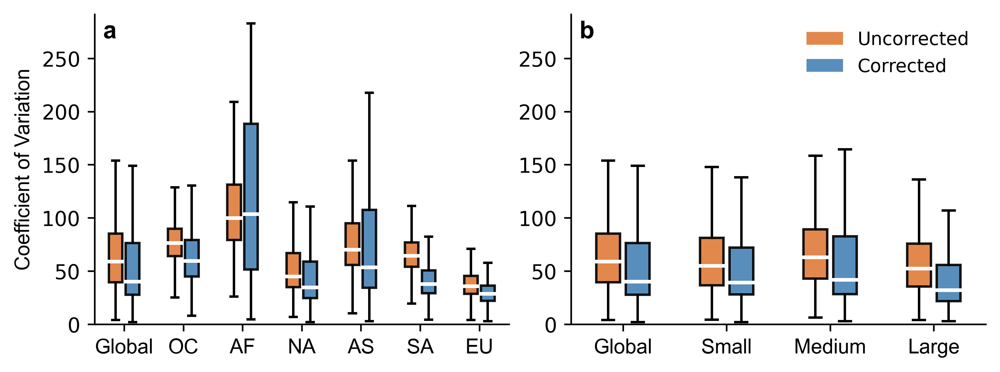 a
Coefficient of Variation
250
200
150
100
50
0
Global OC AF NA AS SA EU
b
Uncorrected
Corrected
250
200
150
100
50
0
Global Small Medium Large